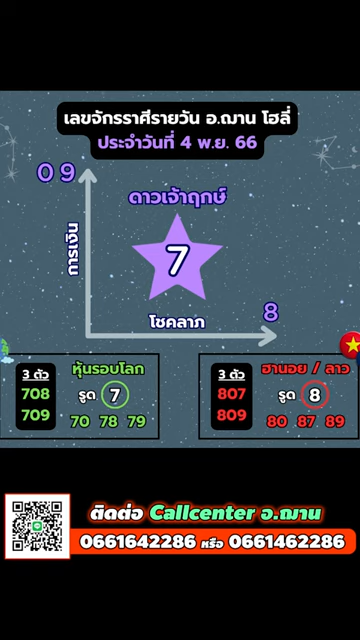 เลขจักรราศีรายวัน อ.ฌาน โฮลี่
ประจำวันที่ 4 พ.ย. 66
0 9
ดาวเจ้าฤกษ์
7
การเงิน
โชคลาภ
8
3 ตัว
708
709
หุ้นรอบโลก
รูด 7
70 78 79
3 ตัว
807
809
ฮานอย / ลาว
รูด 8
80 87 89
ติดต่อ Callcenter อ.ฌาน
0661642286 หรือ 0661462286